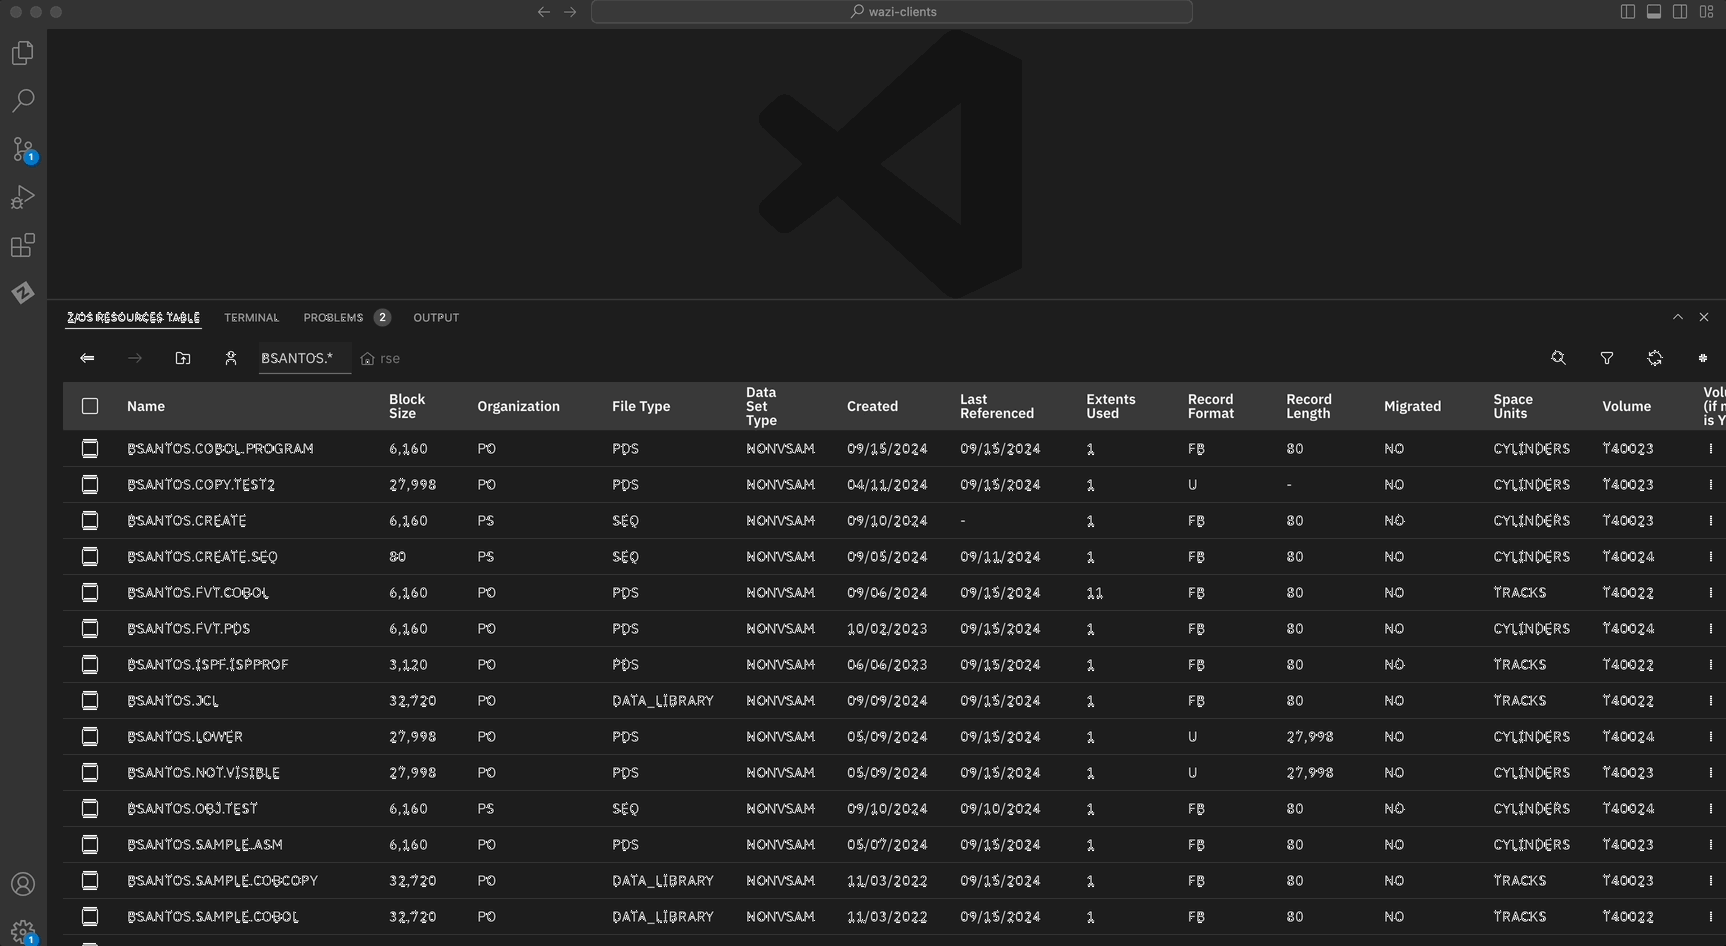 wazi-clients
1
Z/OS RESOURCES TABLE TERMINAL PROBLEMS 2 OUTPUT
BSANTOS.* rse
Name Block Size Organization File Type Data Set Type Created Last Referenced Extents Used Record Format Record Length Migrated Space Units Volume
BSANTOS.COBOL.PROGRAM 6,160 PO PDS NONVSAM 09/15/2024 09/15/2024 1 FB 80 NO CYLINDERS T40023
BSANTOS.COPY.TEST2 27,998 PO PDS NONVSAM 04/11/2024 09/15/2024 1 U - NO CYLINDERS T40023
BSANTOS.CREATE 6,160 PS SEQ NONVSAM 09/10/2024 - 1 FB 80 NO CYLINDERS T40023
BSANTOS.CREATE.SEQ 80 PS SEQ NONVSAM 09/05/2024 09/11/2024 1 FB 80 NO CYLINDERS T40024
BSANTOS.FVT.COBOL 6,160 PO PDS NONVSAM 09/06/2024 09/15/2024 11 FB 80 NO TRACKS T40022
BSANTOS.FVT.PDS 6,160 PO PDS NONVSAM 10/02/2023 09/15/2024 1 FB 80 NO CYLINDERS T40024
BSANTOS.ISPF.ISPPROF 3,120 PO PDS NONVSAM 06/06/2023 09/15/2024 1 FB 80 NO TRACKS T40022
BSANTOS.JCL 32,720 PO DATA_LIBRARY NONVSAM 09/09/2024 09/15/2024 1 FB 80 NO TRACKS T40022
BSANTOS.LOWER 27,998 PO PDS NONVSAM 05/09/2024 09/15/2024 1 U 27,998 NO CYLINDERS T40024
BSANTOS.NOT.VISIBLE 27,998 PO PDS NONVSAM 05/09/2024 09/15/2024 1 U 27,998 NO CYLINDERS T40023
BSANTOS.OBJ.TEST 6,160 PS SEQ NONVSAM 09/10/2024 09/10/2024 1 FB 80 NO CYLINDERS T40024
BSANTOS.SAMPLE.ASM 6,160 PO PDS NONVSAM 05/07/2024 09/15/2024 1 FB 80 NO CYLINDERS T40023
BSANTOS.SAMPLE.COBCOPY 32,720 PO DATA_LIBRARY NONVSAM 11/03/2022 09/15/2024 1 FB 80 NO TRACKS T40023
BSANTOS.SAMPLE.COBOL 32,720 PO DATA_LIBRARY NONVSAM 11/03/2022 09/15/2024 1 FB 80 NO TRACKS T40022
1